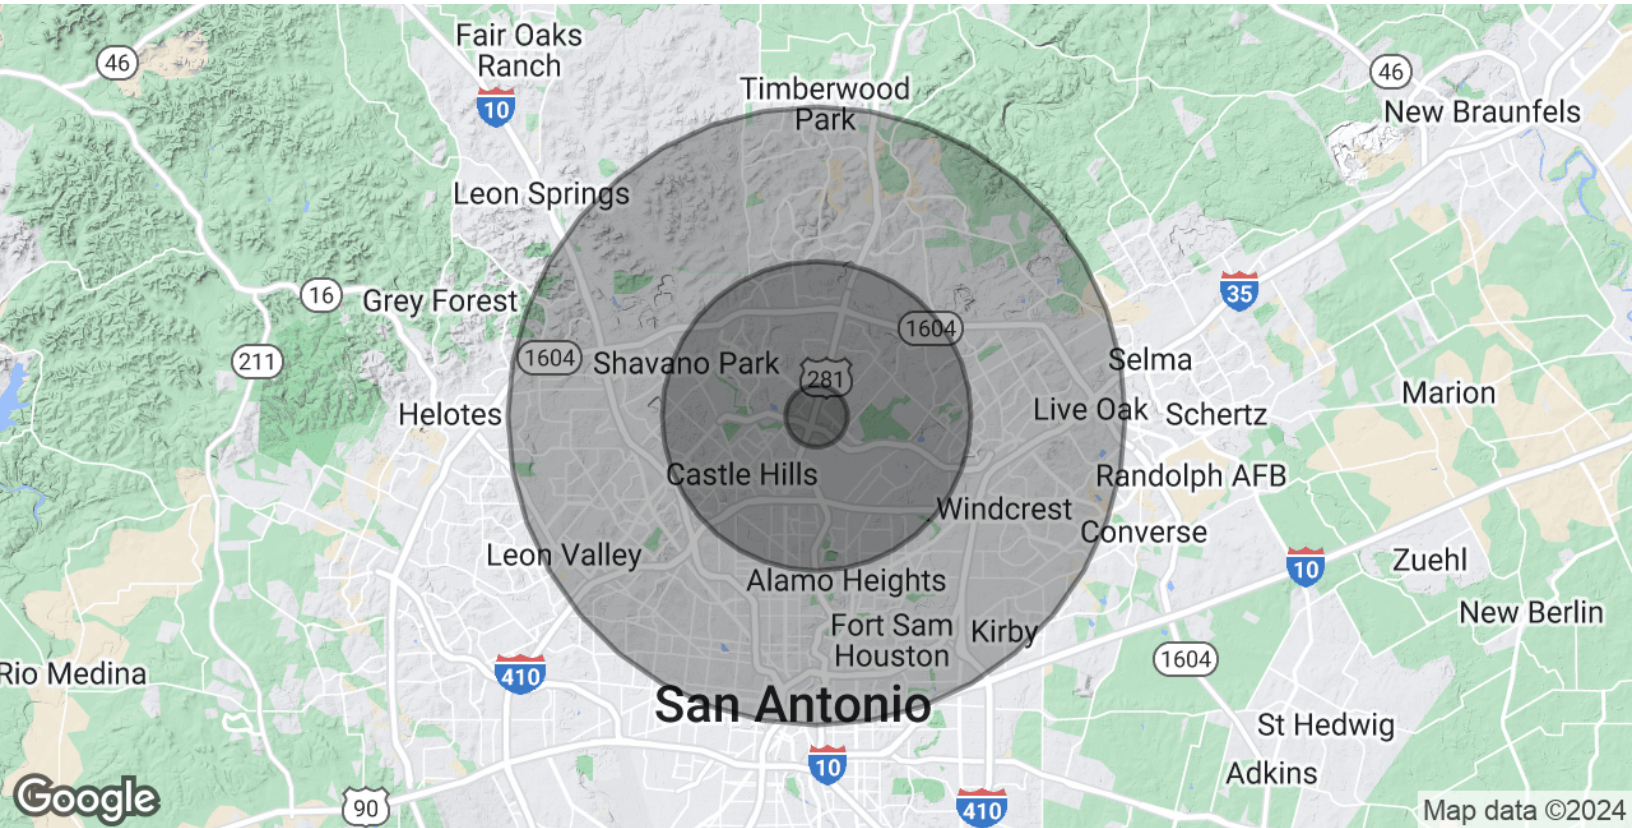 Fair Oaks
Ranch
46
10
Timberwood
Park
46
New Braunfels
Leon Springs
16
Grey Forest
35
1604
211
1604
Shavano Park
281
Selma
Marion
Helotes
Live Oak
Schertz
Castle Hills
Randolph AFB
Windcrest
Converse
Leon Valley
Alamo Heights
10
Zuehl
New Berlin
Fort Sam
Houston
Kirby
1604
Rio Medina
410
San Antonio
St Hedwig
10
Adkins
Google
90
410
Map data ©2024